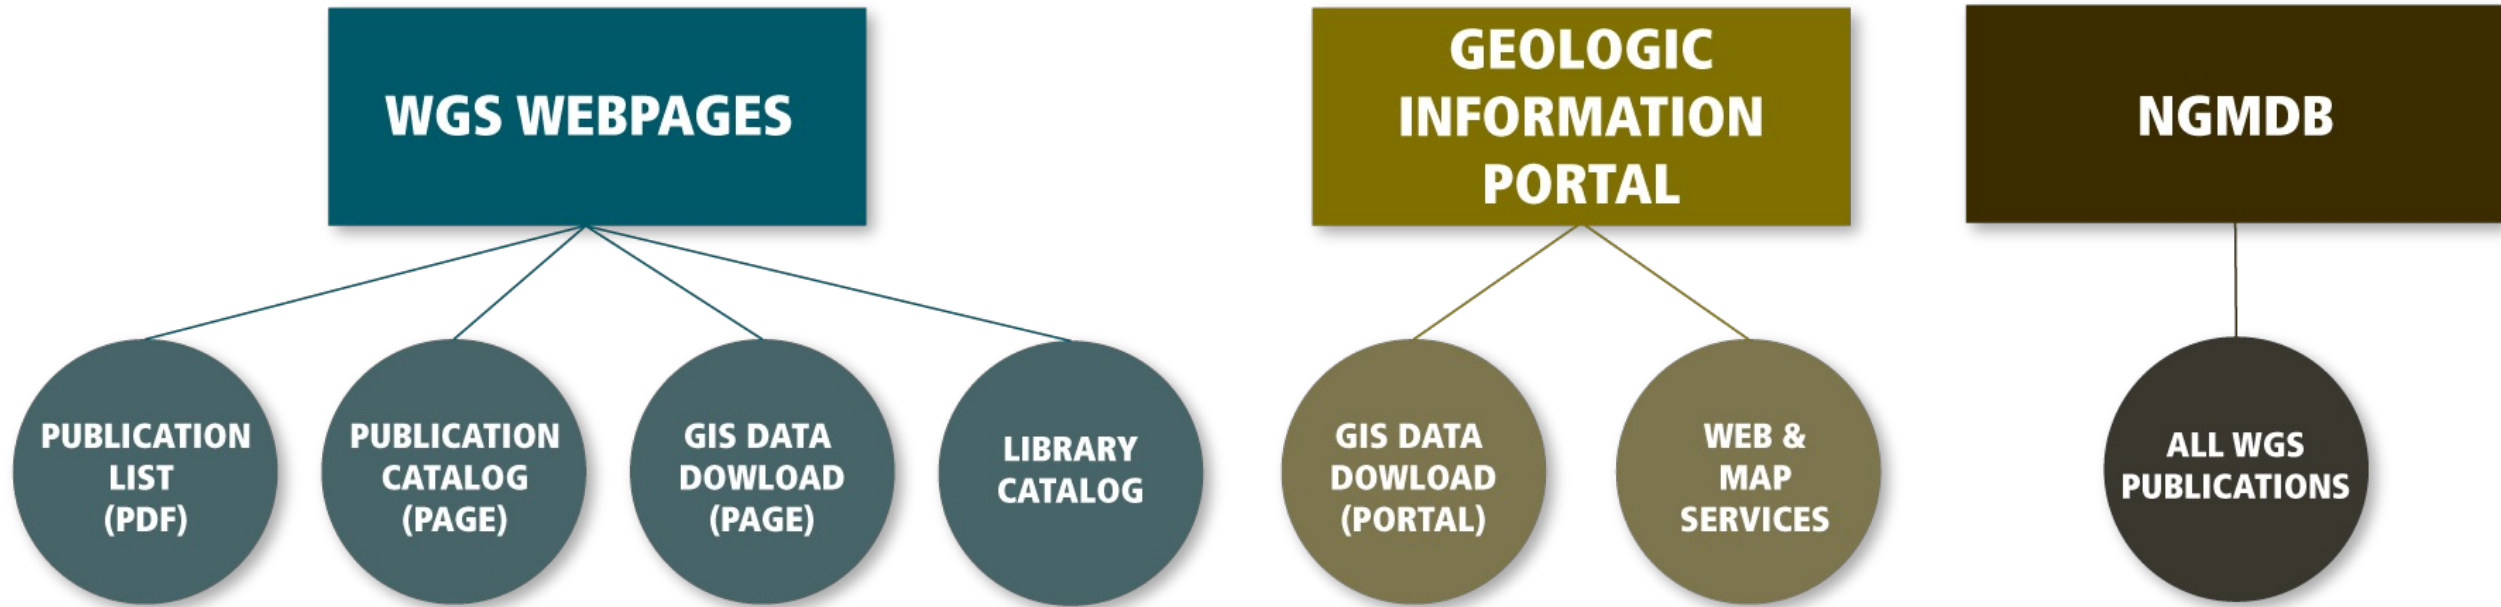 WGS WEBPAGES
GEOLOGIC
INFORMATION
PORTAL
NGMDB
PUBLICATION
LIST
(PDF)
PUBLICATION
CATALOG
(PAGE)
GIS DATA
DOWLOAD
(PAGE)
LIBRARY
CATALOG
GIS DATA
DOWLOAD
(PORTAL)
WEB &
MAP
SERVICES
ALL WGS
PUBLICATIONS